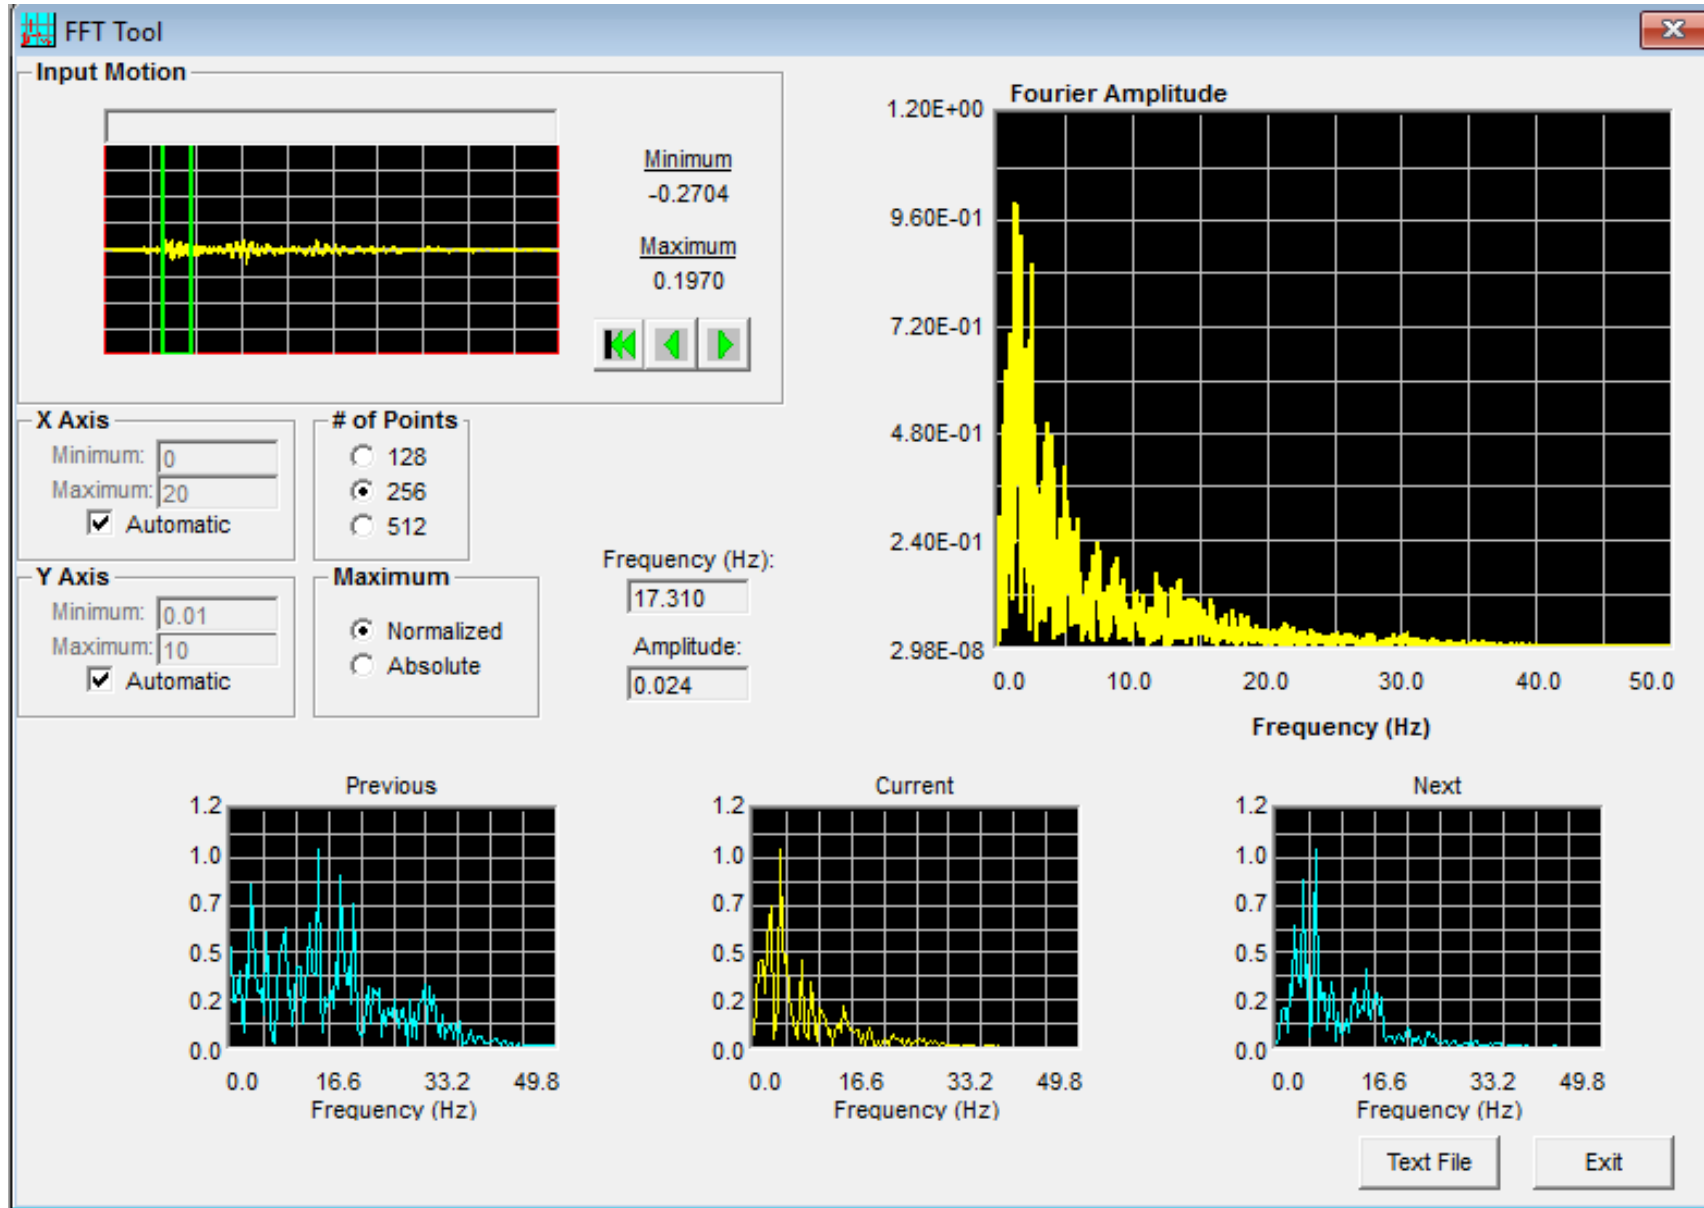 FFT Tool
Input Motion
Minimum
-0.2704
Maximum
0.1970
X Axis
Minimum: 0
Maximum: 20
Automatic
# of Points
128
256
512
Y Axis
Minimum: 0.01
Maximum: 10
Automatic
Maximum
Normalized
Absolute
Frequency (Hz):
17.310
Amplitude:
0.024
Fourier Amplitude
1.20E+00
9.60E-01
7.20E-01
4.80E-01
2.40E-01
2.98E-08
0.0 10.0 20.0 30.0 40.0 50.0
Frequency (Hz)
Previous
1.2
1.0
0.7
0.5
0.2
0.0
0.0 16.6 33.2 49.8
Frequency (Hz)
Current
1.2
1.0
0.7
0.5
0.2
0.0
0.0 16.6 33.2 49.8
Frequency (Hz)
Next
1.2
1.0
0.7
0.5
0.2
0.0
0.0 16.6 33.2 49.8
Frequency (Hz)
Text File
Exit